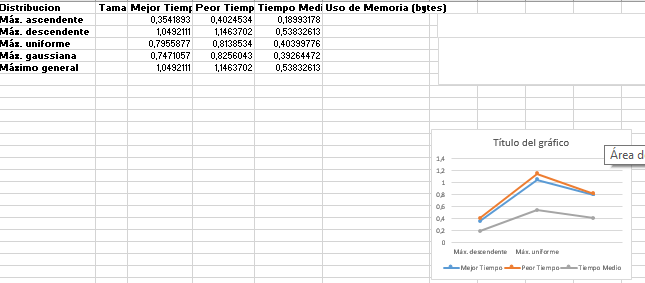 Distribucion Tama Mejor Tiemp Peor Tiemp Tiempo Medi Uso de Memoria (bytes)
Máx. ascendente 0,3541893 0,4024534 0,18993178
Máx. descendente 1,0492111 1,1463702 0,53832613
Máx. uniforme 0,7955877 0,8138534 0,40399776
Máx. gaussiana 0,7471057 0,8256043 0,39264472
Máximo general 1,0492111 1,1463702 0,53832613
Título del gráfico
Área d
1,4
1,2
1
0,8
0,6
0,4
0,2
0
Máx. descendente Máx. uniforme
Mejor Tiempo Peor Tiempo Tiempo Medio